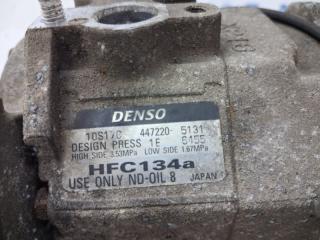 DENSO
10S17C 447220-5131
DESIGN PRESS 1E 6155
HIGH SIDE 3.53MPa LOW SIDE 1.67MPa
HFC134a
USE ONLY ND-OIL 8 JAPAN